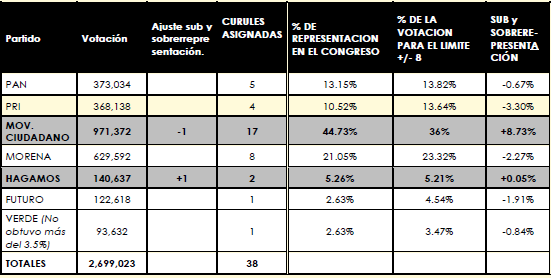 Partido Votación Ajuste sub y sobrerrepre sentación. CURULES ASIGNADAS % DE REPRESENTACION EN EL CONGRESO % DE LA VOTACION PARA EL LIMITE +/- 8 SUB y SOBRERE-PRESENTACIÓN
PAN 373,034 5 13.15% 13.82% -0.67%
PRI 368,138 4 10.52% 13.64% -3.30%
MOV. CIUDADANO 971,372 -1 17 44.73% 36% +8.73%
MORENA 629,592 8 21.05% 23.32% -2.27%
HAGAMOS 140,637 +1 2 5.26% 5.21% +0.05%
FUTURO 122,618 1 2.63% 4.54% -1.91%
VERDE (No obtuvo más del 3.5%) 93,632 1 2.63% 3.47% -0.84%
TOTALES 2,699,023 38